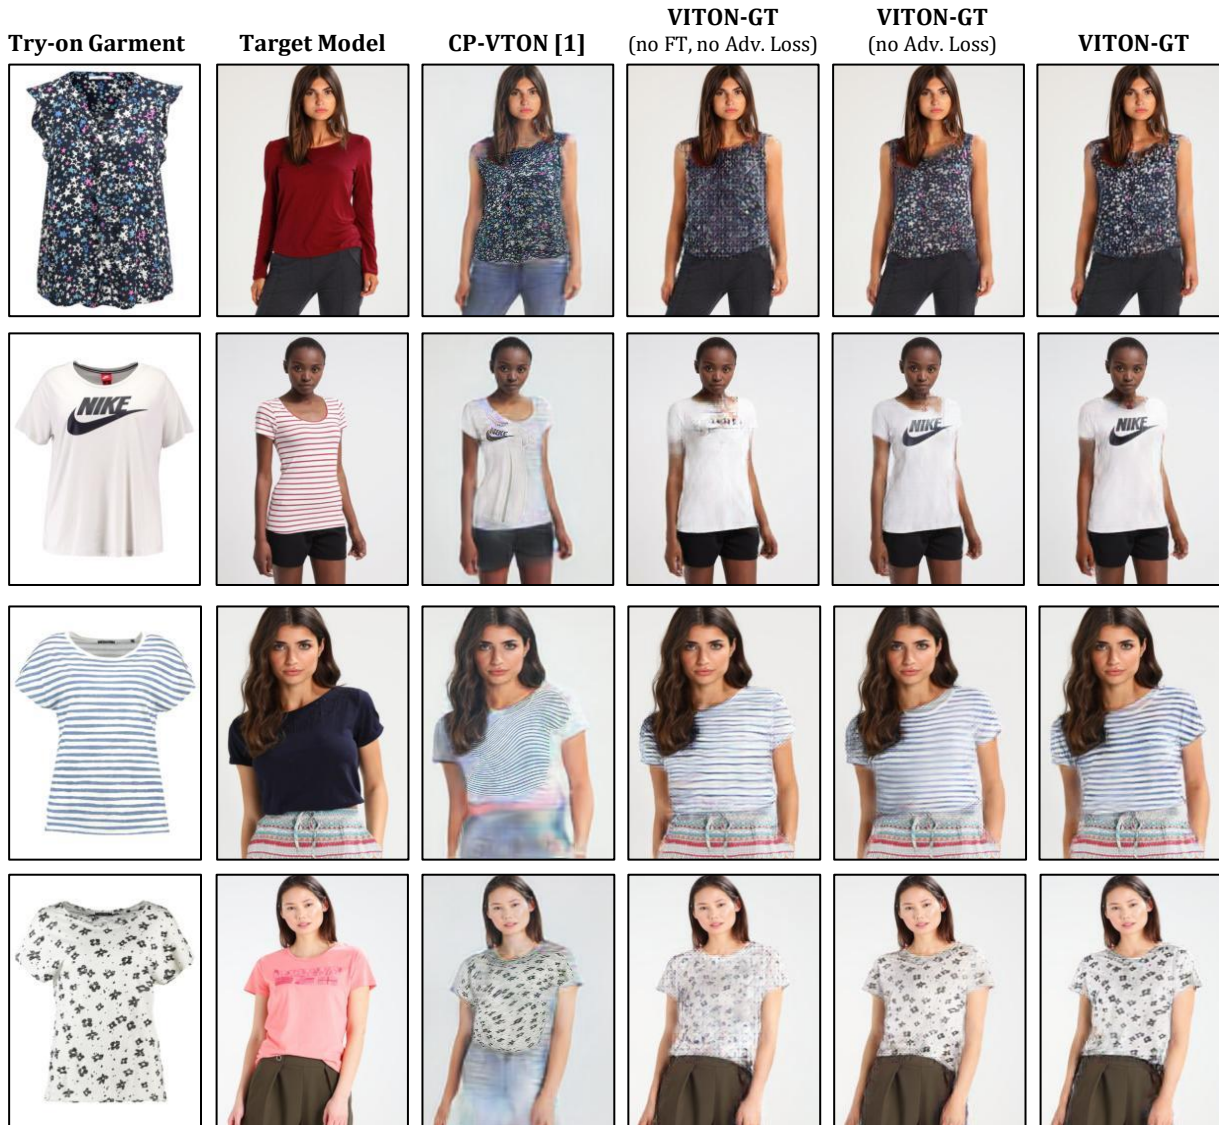 Try-on Garment
Target Model
CP-VTON [1]
VITON-GT
(no FT, no Adv. Loss)
VITON-GT
(no Adv. Loss)
VITON-GT
NIKE
NIKE
NIKE
NIKE